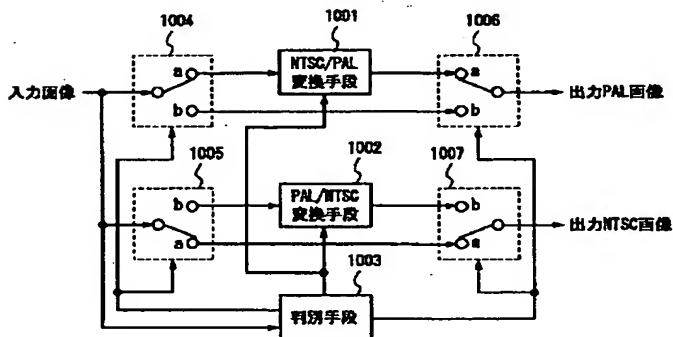 1004
1001
1006
NTSC/PAL
変換手段
a
a
入力画像
出力PAL画像
b
b
1005
1002
1007
PAL/NTSC
変換手段
b
b
出力NTSC画像
a
a
1003
判別手段